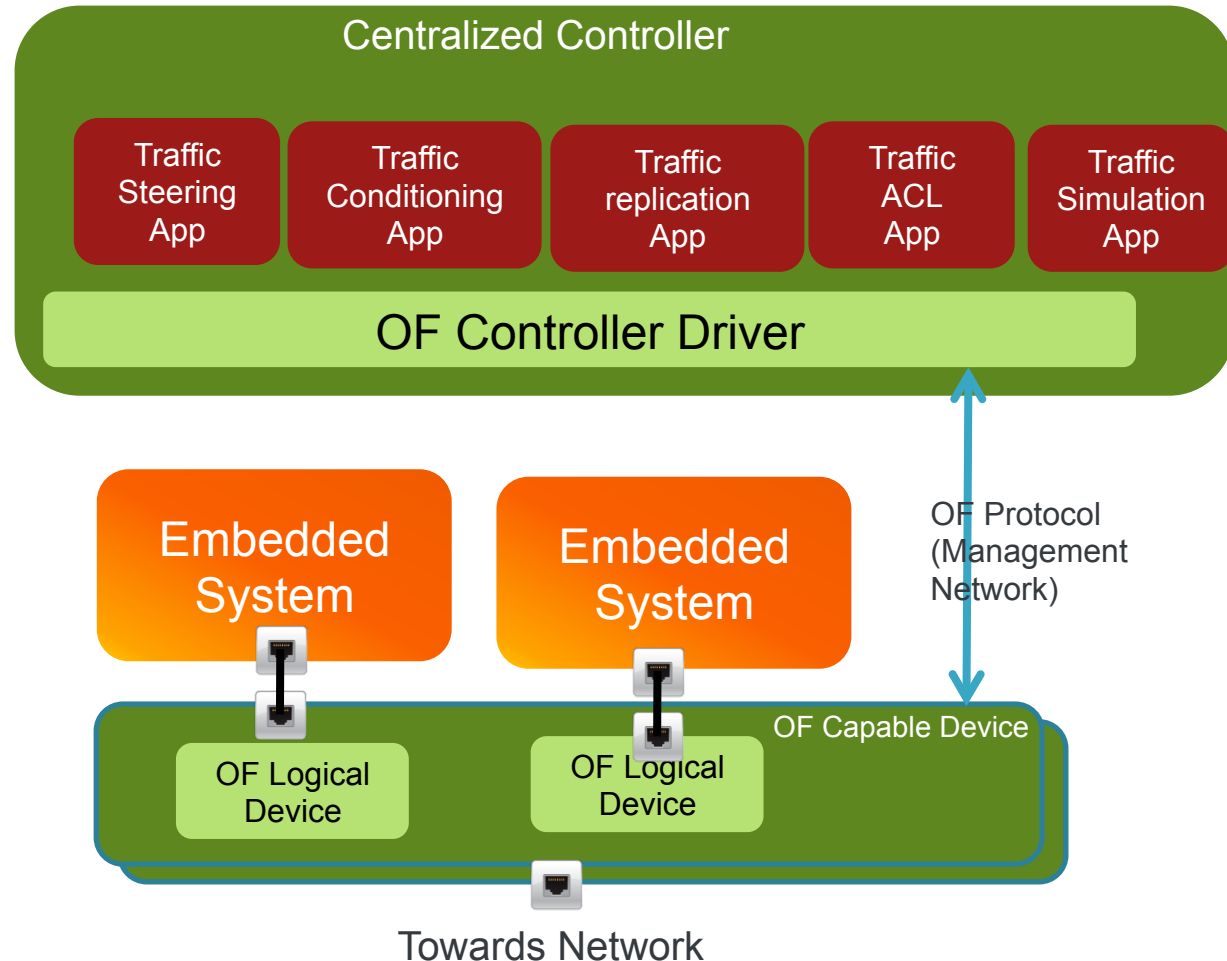 Centralized Controller
Traffic
Steering
App
Traffic
Conditioning
App
Traffic
replication
App
Traffic
ACL
App
Traffic
Simulation
App
OF Controller Driver
Embedded
System
Embedded
System
OF Protocol
(Management
Network)
OF Capable Device
OF Logical
Device
OF Logical
Device
Towards Network